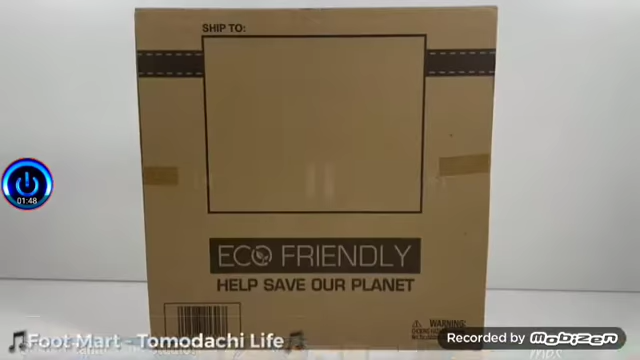 SHIP TO:
01:48
ECO FRIENDLY
HELP SAVE OUR PLANET
WARNING:
🎵Foot Mart - Tomodachi Life🎵
Recorded by mobizen